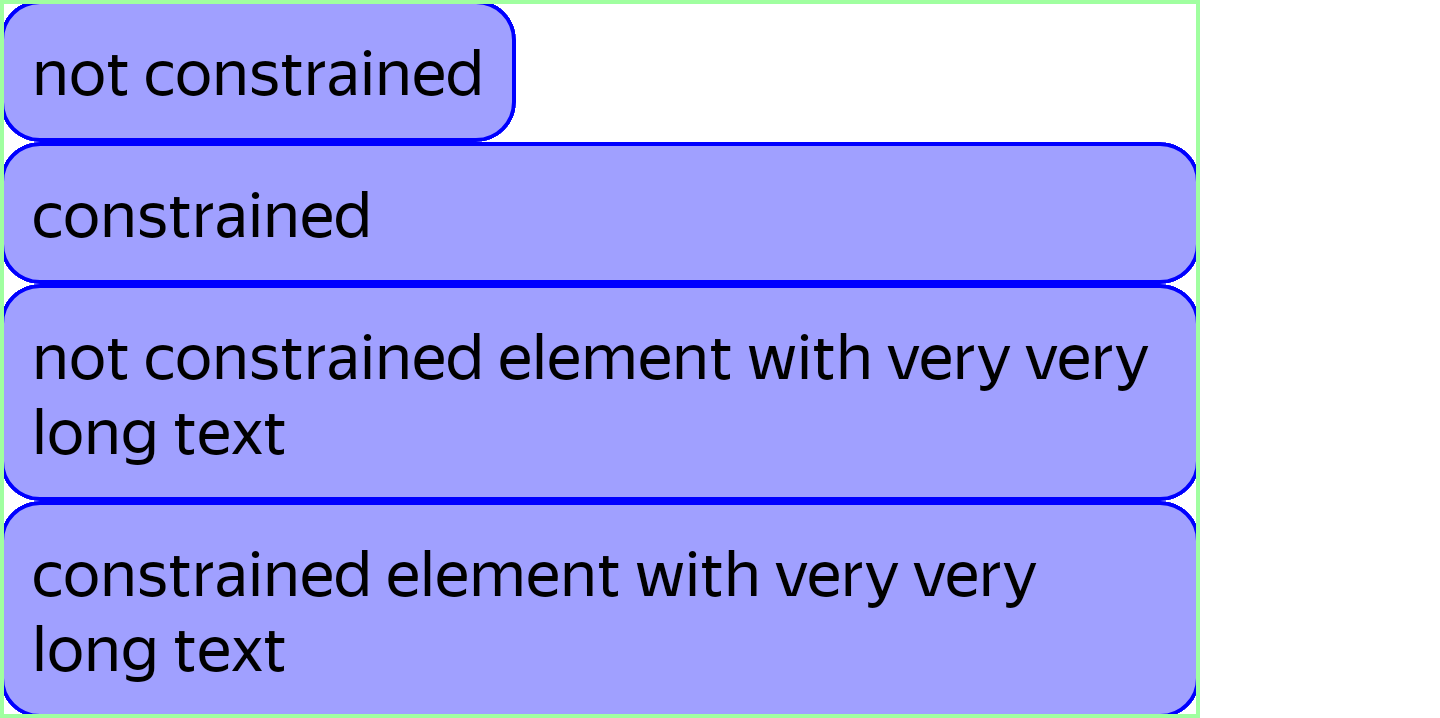 not constrained
constrained
not constrained element with very very
long text
constrained element with very very
long text